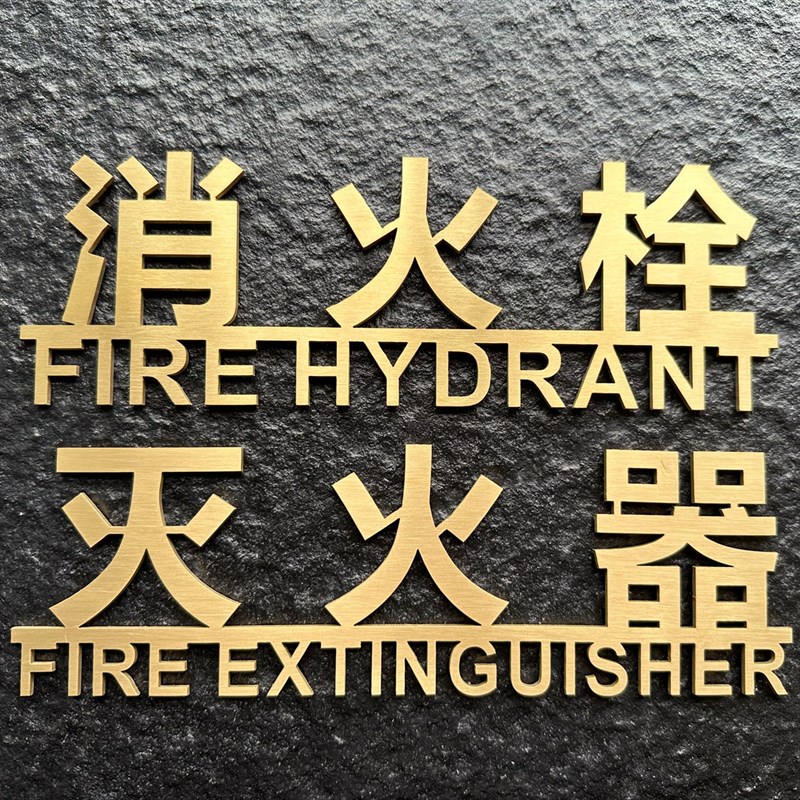 消火栓
FIRE HYDRANT
灭火器
FIRE EXTINGUISHER